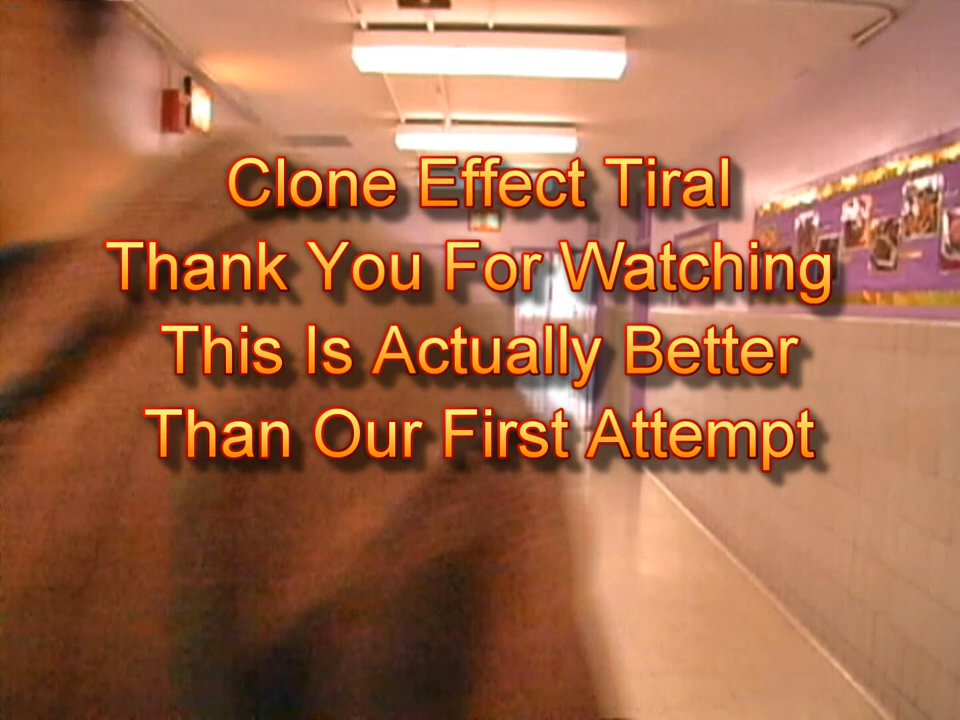 Clone Effect Tiral
Thank You For Watching
This Is Actually Better
Than Our First Attempt